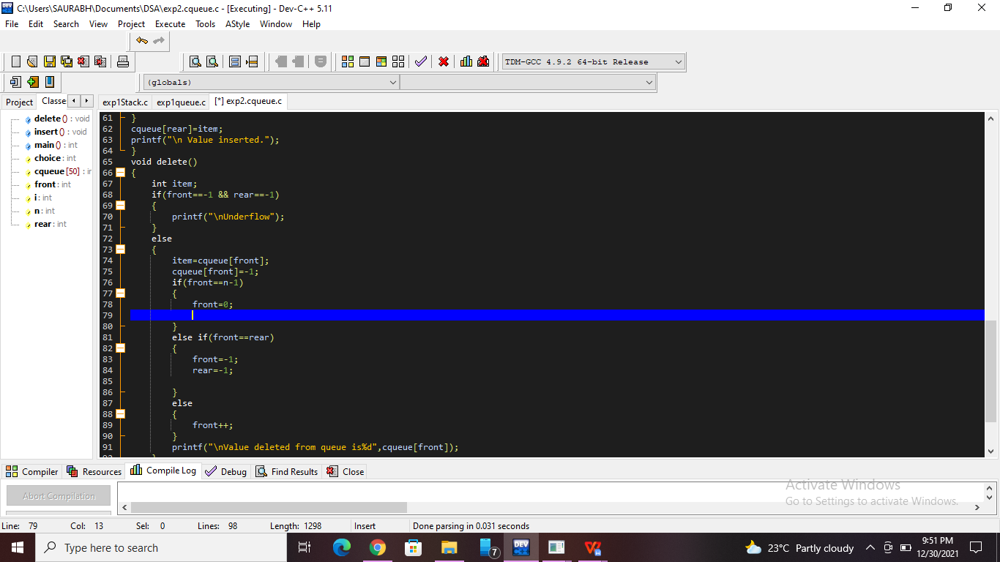 C:\Users\SAURABH\Documents\DSA\exp2.cqueue.c - [Executing] - Dev-C++ 5.11
File Edit Search View Project Execute Tools AStyle Window Help
TDM-GCC 4.9.2 64-bit Release
(globals)
Project Classe exp1Stack.c exp1queue.c [*] exp2.cqueue.c
delete () : void
insert () : void
main () : int
choice : int
cqueue [50] : ir
front : int
i : int
n : int
rear : int
61 }
62 cqueue[rear]=item;
63 printf("\n Value inserted.");
64 }
65 void delete()
66 {
67 int item;
68 if(front==-1 && rear==-1)
69 {
70 printf("\nUnderflow");
71 }
72 else
73 {
74 item=cqueue[front];
75 cqueue[front]=-1;
76 if(front==n-1)
77 {
78 front=0;
79
80 }
81 else if(front==rear)
82 {
83 front=-1;
84 rear=-1;
85
86 }
87 else
88 {
89 front++;
90 }
91 printf("\nValue deleted from queue is%d",cqueue[front]);
Compiler Resources Compile Log Debug Find Results Close
Abort Compilation
Activate Windows
Go to Settings to activate Windows.
Line: 79 Col: 13 Sel: 0 Lines: 98 Length: 1298 Insert Done parsing in 0.031 seconds
Type here to search
7
DEV
23°C Partly cloudy
9:51 PM
12/30/2021